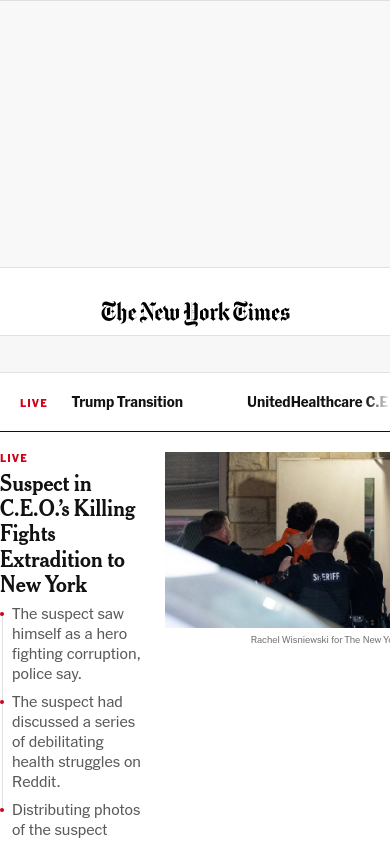 The New York Times
LIVE Trump Transition UnitedHealthcare C.E
LIVE
Suspect in
C.E.O.’s Killing
Fights
Extradition to
New York
The suspect saw
himself as a hero
fighting corruption,
police say.
The suspect had
discussed a series
of debilitating
health struggles on
Reddit.
Distributing photos
of the suspect
SHERIFF
Rachel Wisniewski for The New Yo